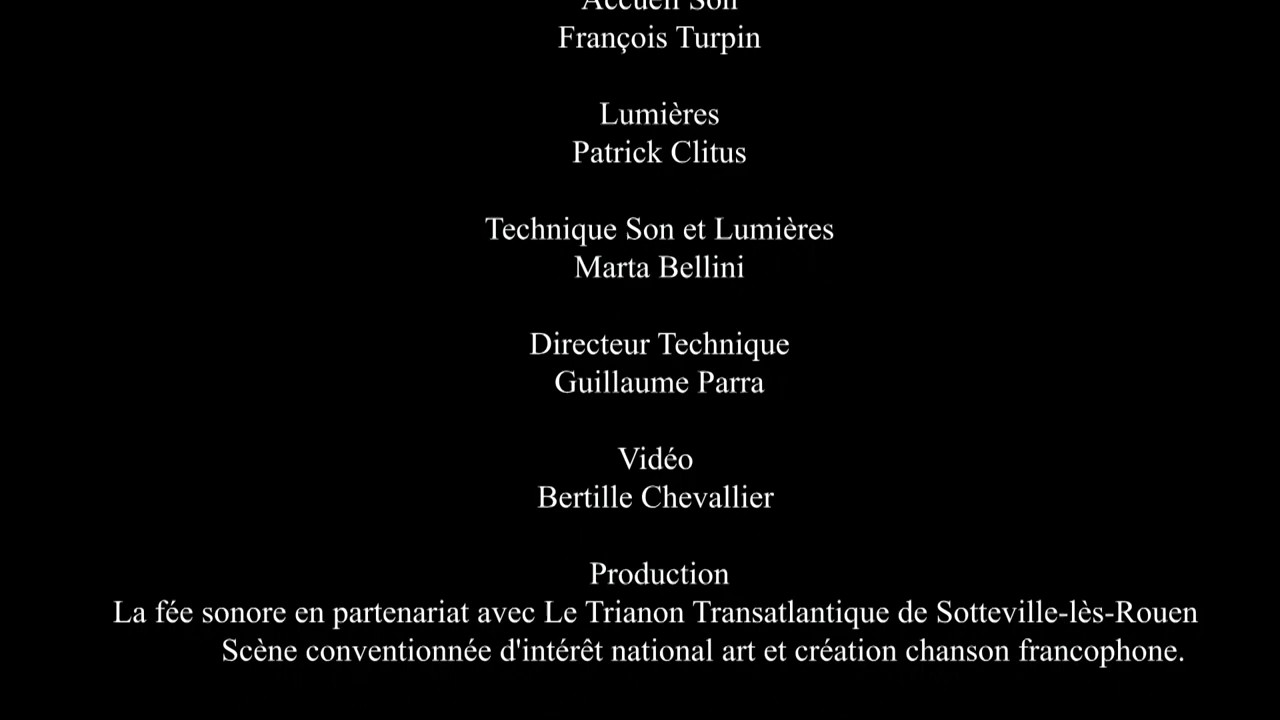 Accueil Son
François Turpin
Lumières
Patrick Clitus
Technique Son et Lumières
Marta Bellini
Directeur Technique
Guillaume Parra
Vidéo
Bertille Chevallier
Production
La fée sonore en partenariat avec Le Trianon Transatlantique de Sotteville-lès-Rouen
Scène conventionnée d'intérêt national art et création chanson francophone.